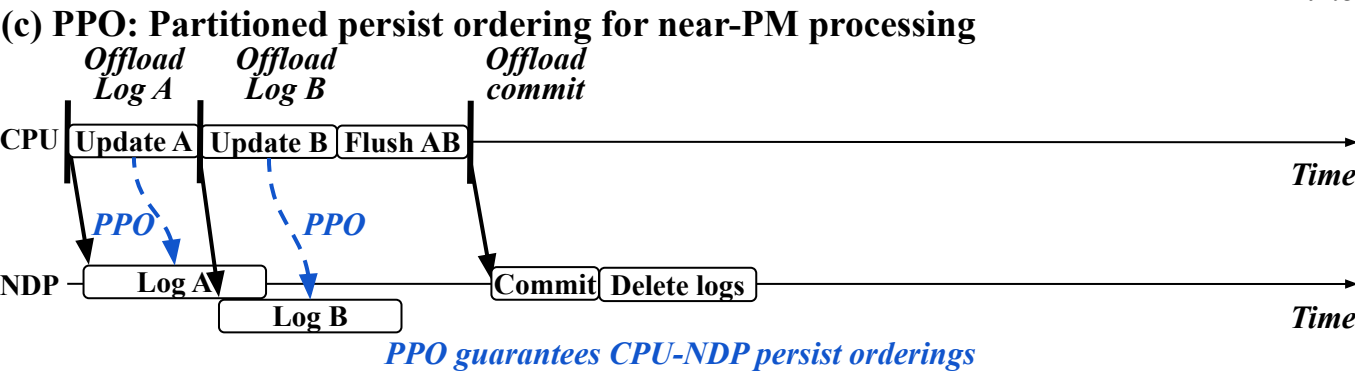 (c) PPO: Partitioned persist ordering for near-PM processing
Offload Log A
Offload Log B
Offload commit
CPU
Update A
Update B
Flush AB
Time
PPO
PPO
NDP
Log A
Log B
Commit
Delete logs
Time
PPO guarantees CPU-NDP persist orderings